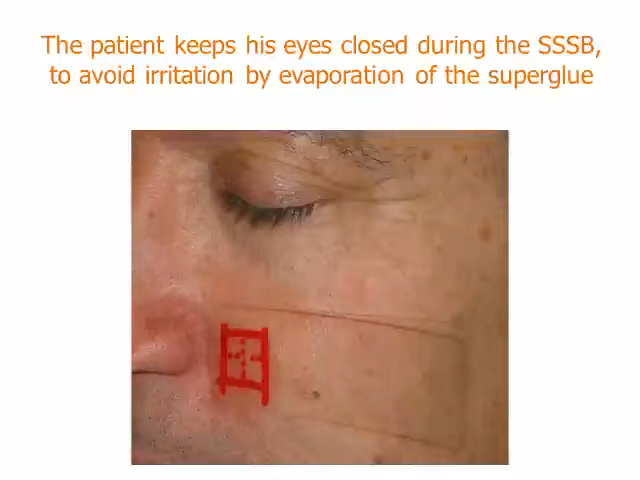 The patient keeps his eyes closed during the SSSB,
to avoid irritation by evaporation of the superglue